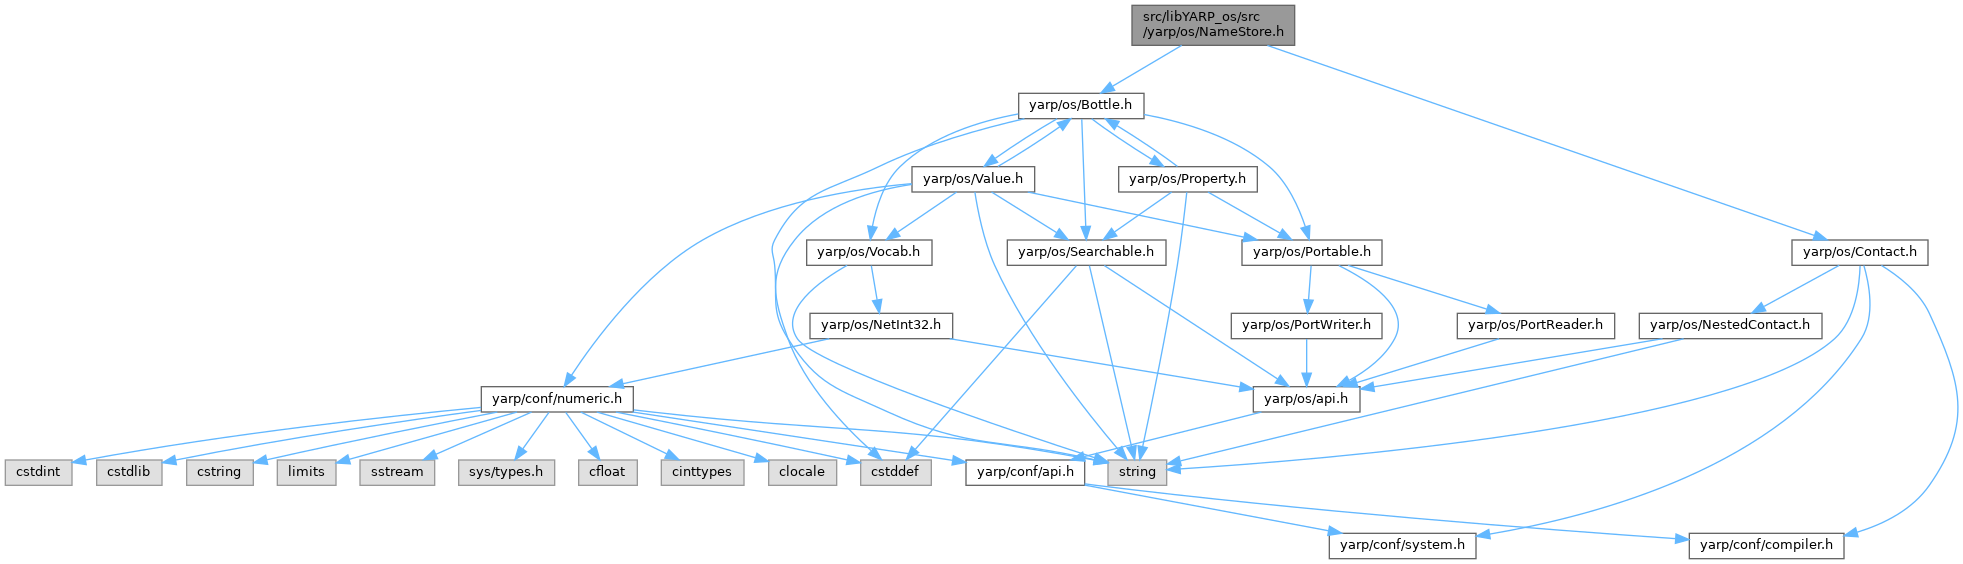 src/libYARP_os/src
/yarp/os/NameStore.h
yarp/os/Bottle.h
yarp/os/Value.h
yarp/os/Property.h
yarp/os/Vocab.h
yarp/os/Searchable.h
yarp/os/Portable.h
yarp/os/Contact.h
yarp/os/NetInt32.h
yarp/os/PortWriter.h
yarp/os/PortReader.h
yarp/os/NestedContact.h
yarp/conf/numeric.h
yarp/os/api.h
cstdint
cstdlib
cstring
limits
sstream
sys/types.h
cfloat
cinttypes
clocale
cstddef
yarp/conf/api.h
string
yarp/conf/system.h
yarp/conf/compiler.h